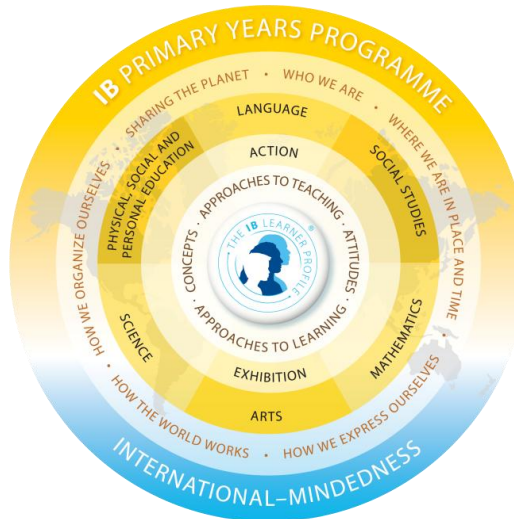 IB PRIMARY YEARS PROGRAMME
SHARING THE PLANET • WHO WE ARE • WHERE WE ARE IN PLACE AND TIME • HOW WE EXPRESS OURSELVES • HOW THE WORLD WORKS • HOW WE ORGANIZE OURSELVES •
LANGUAGE
SOCIAL STUDIES
MATHEMATICS
ARTS
SCIENCE
PHYSICAL, SOCIAL AND
PERSONAL EDUCATION
ACTION
EXHIBITION
APPROACHES TO TEACHING · ATTITUDES · APPROACHES TO LEARNING · CONCEPTS ·
THE IB LEARNER PROFILE ®
INTERNATIONAL–MINDEDNESS